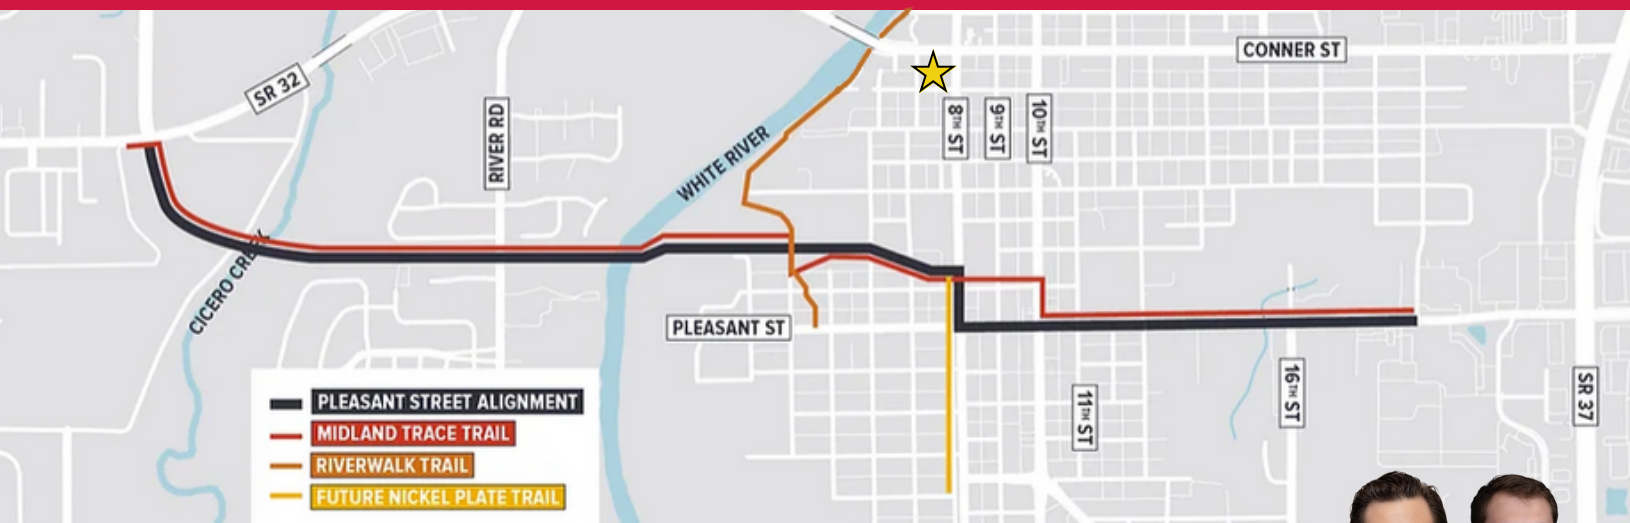 CONNER ST
SR 32
RIVER RD
8TH ST
9TH ST
10TH ST
WHITE RIVER
CICERO CREEK
PLEASANT ST
11TH ST
16TH ST
SR 37
PLEASANT STREET ALIGNMENT
MIDLAND TRACE TRAIL
RIVERWALK TRAIL
FUTURE NICKEL PLATE TRAIL